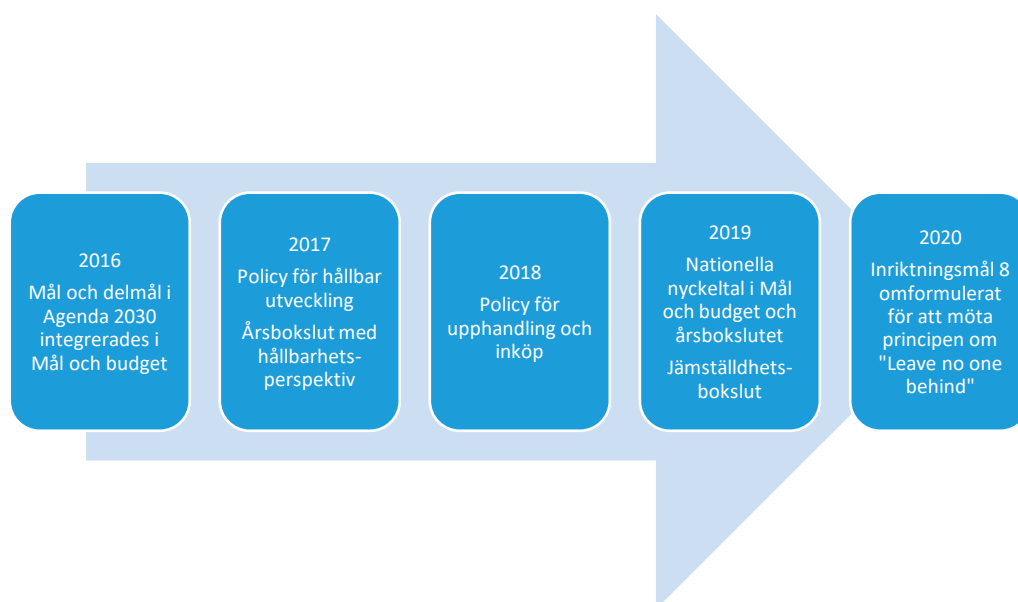 2016
Mål och delmål i
Agenda 2030
integrerades i
Mål och budget
2017
Policy för hållbar
utveckling
Årsbokslut med
hållbarhets-
perspektiv
2018
Policy för
upphandling och
inköp
2019
Nationella
nyckeltal i Mål
och budget och
årsbokslutet
Jämställdhets-
bokslut
2020
Inriktningsmål 8
omformulerat
för att möta
principen om
"Leave no one
behind"